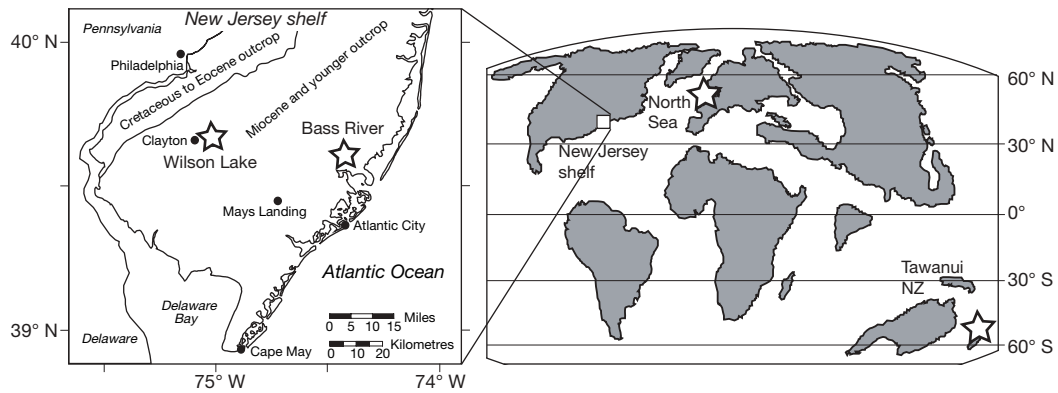 New Jersey shelf
40° N
Pennsylvania
Philadelphia
Cretaceous to Eocene outcrop
Miocene and younger outcrop
Clayton
Wilson Lake
Bass River
Mays Landing
Atlantic City
Atlantic Ocean
Delaware
Bay
0 5 10 15 Miles
0 10 20 Kilometres
39° N
Delaware
Cape May
75° W
74° W
North
Sea
New Jersey
shelf
Tawanui
NZ
60° N
30° N
0°
30° S
60° S